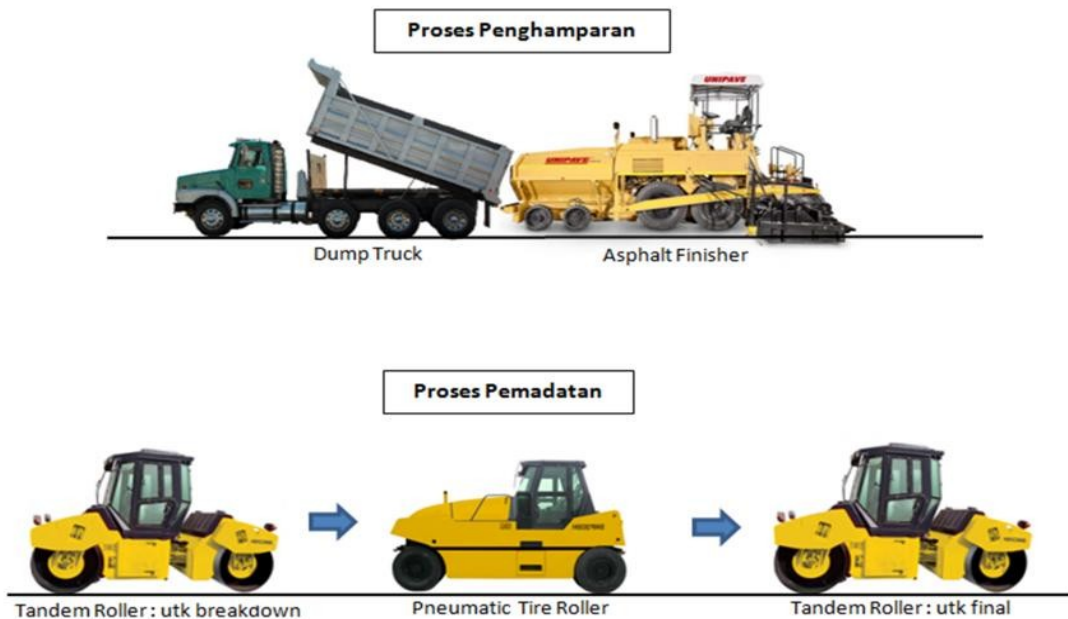 Proses Penghamparan
UNIPAVE
UNIPAVE
Dump Truck
Asphalt Finisher
Proses Pemadatan
Tandem Roller : utk breakdown
Pneumatic Tire Roller
Tandem Roller : utk final